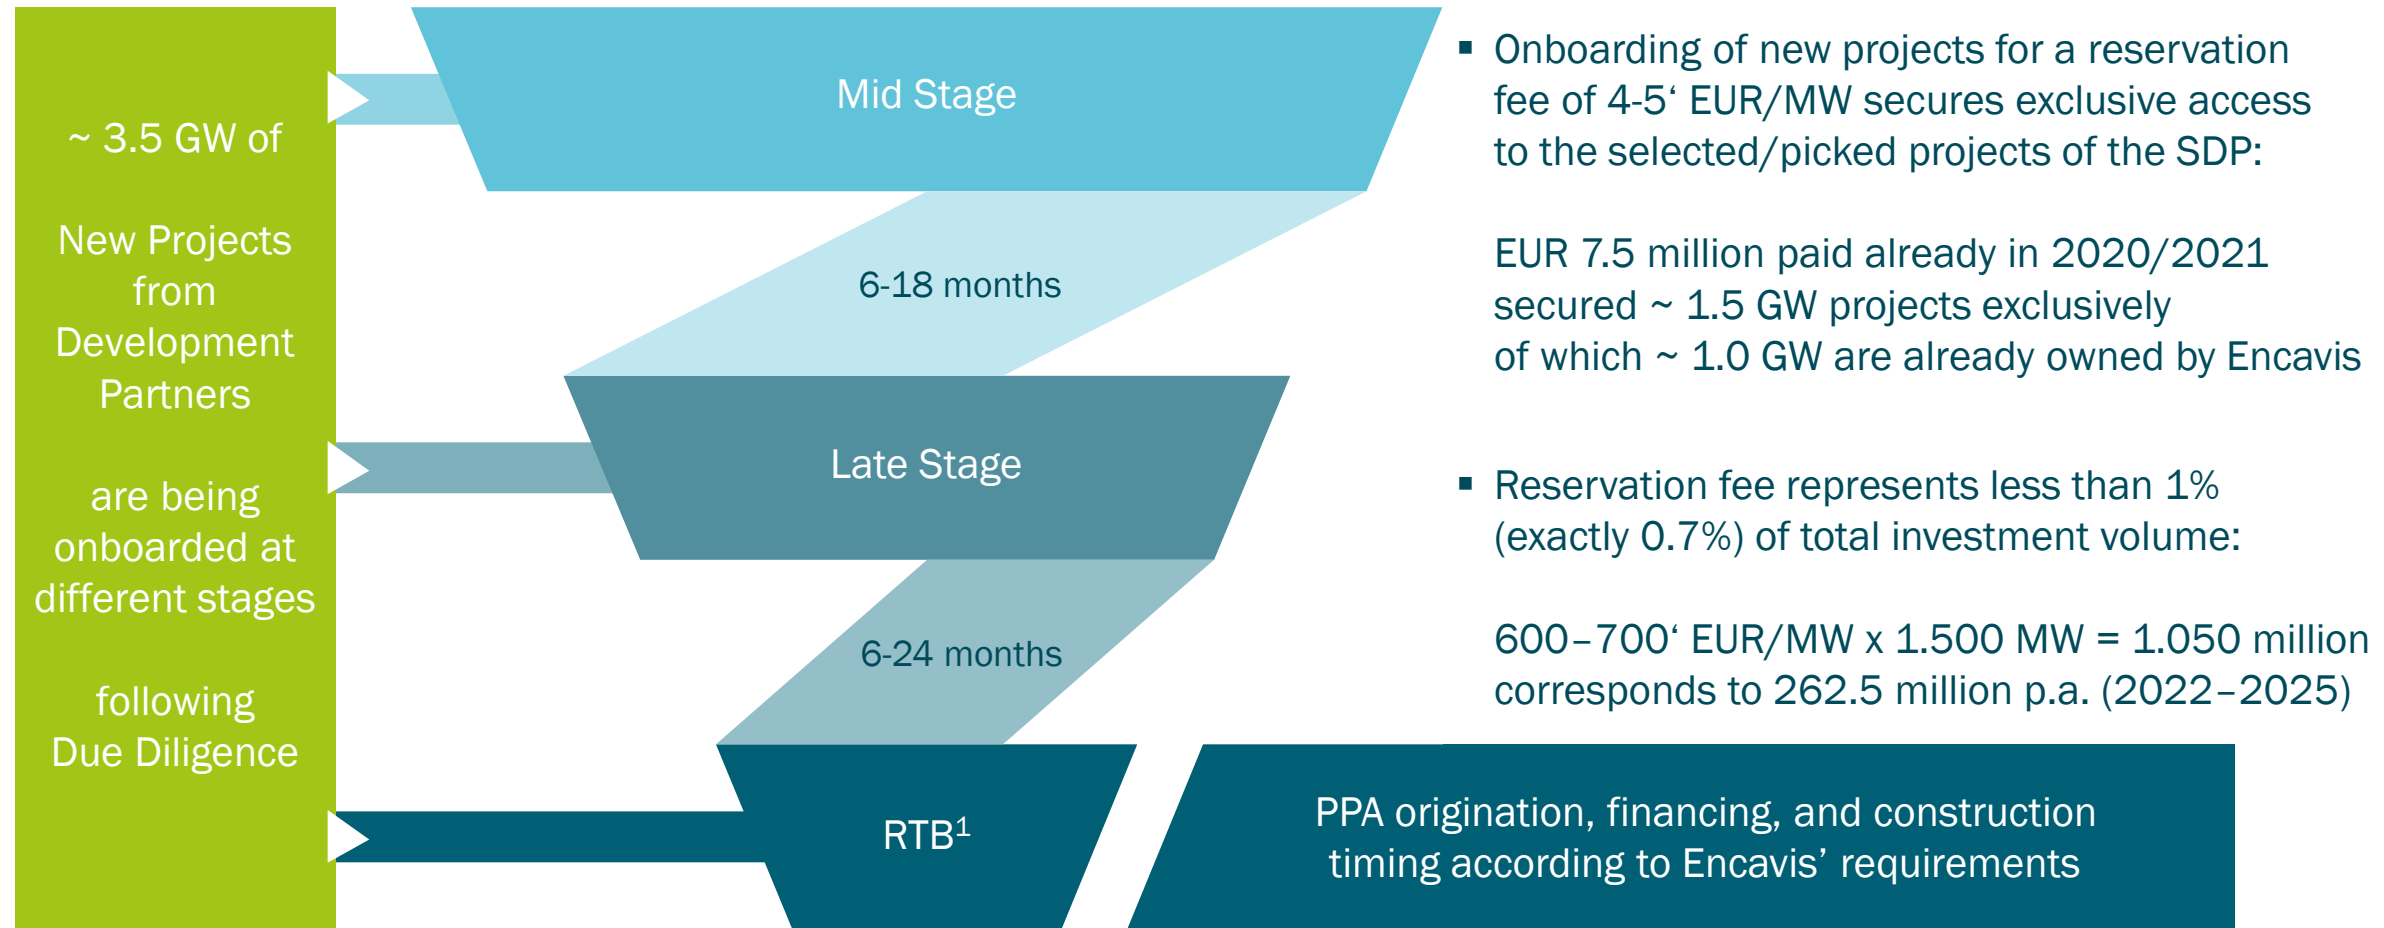 ~ 3.5 GW of
New Projects
from
Development
Partners
are being
onboarded at
different stages
following
Due Diligence
Mid Stage
6-18 months
Late Stage
6-24 months
RTB¹
▪ Onboarding of new projects for a reservation
fee of 4-5‘ EUR/MW secures exclusive access
to the selected/picked projects of the SDP:
EUR 7.5 million paid already in 2020/2021
secured ~ 1.5 GW projects exclusively
of which ~ 1.0 GW are already owned by Encavis
▪ Reservation fee represents less than 1%
(exactly 0.7%) of total investment volume:
600–700‘ EUR/MW x 1.500 MW = 1.050 million
corresponds to 262.5 million p.a. (2022–2025)
PPA origination, financing, and construction
timing according to Encavis’ requirements